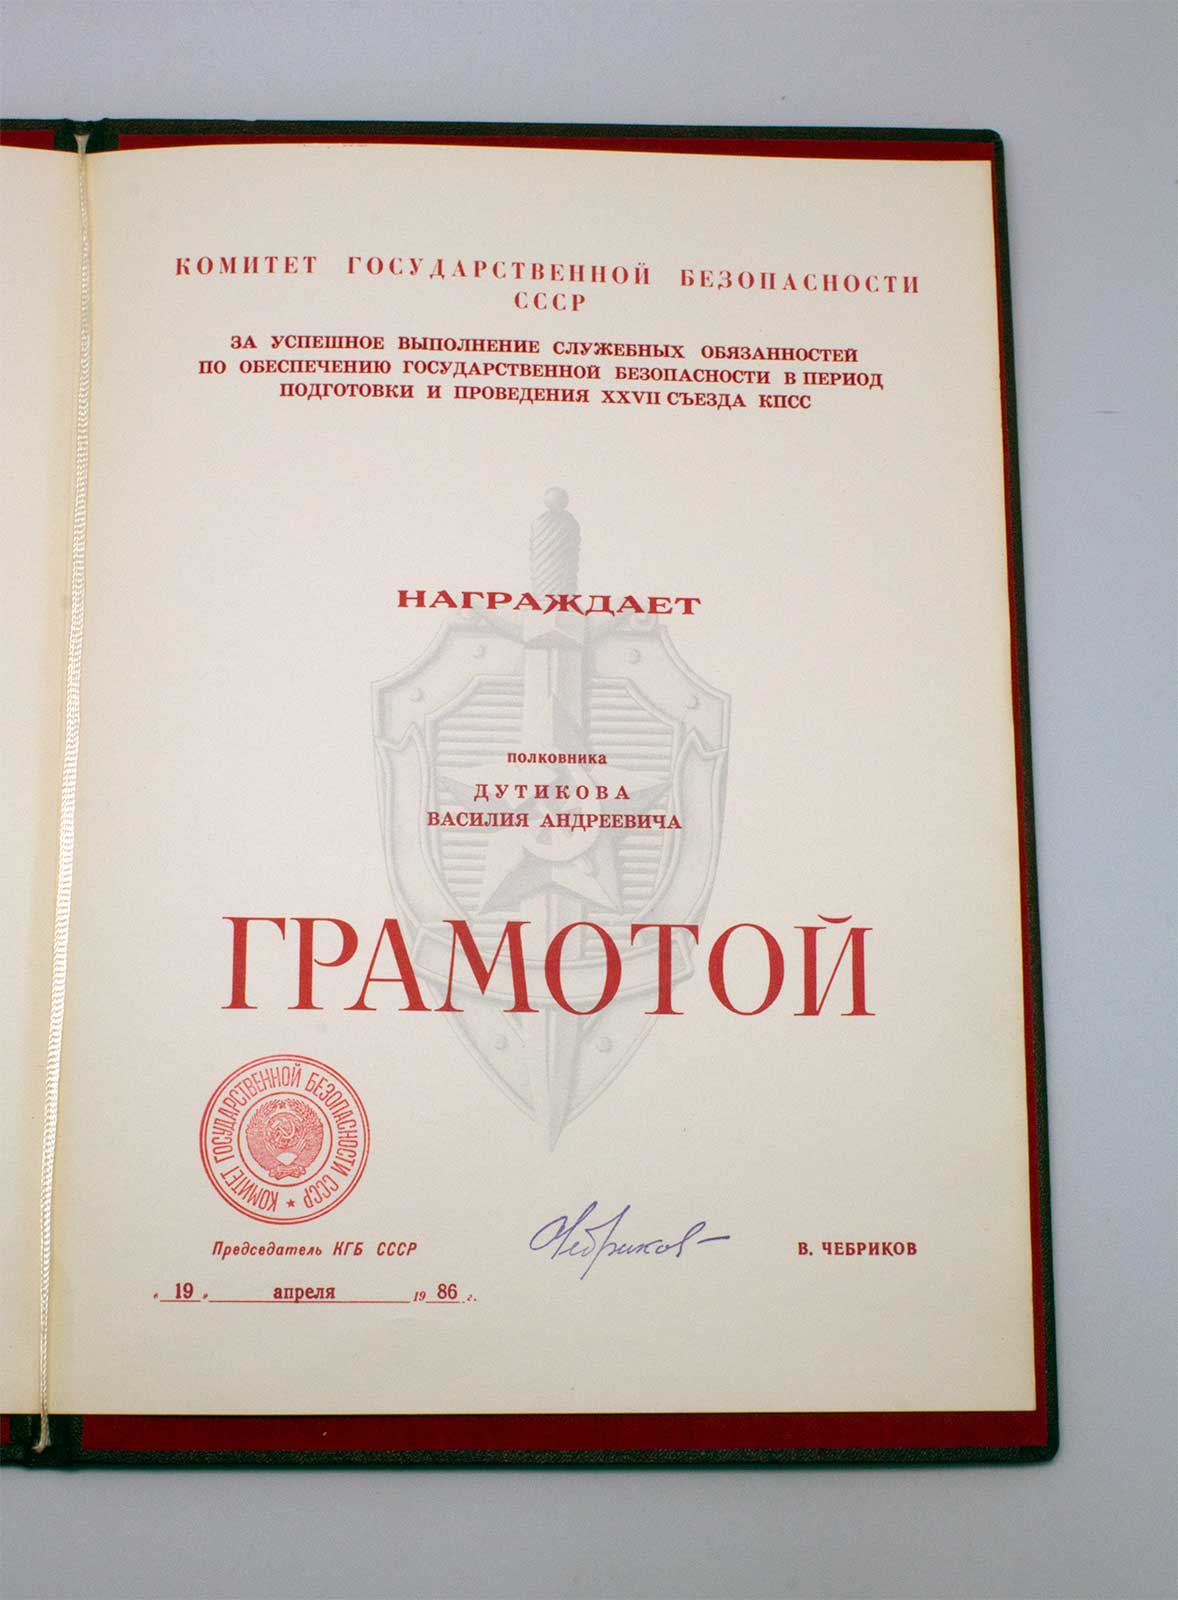 КОМИТЕТ ГОСУДАРСТВЕННОЙ БЕЗОПАСНОСТИ
СССР
ЗА УСПЕШНОЕ ВЫПОЛНЕНИЕ СЛУЖЕБНЫХ ОБЯЗАННОСТЕЙ
ПО ОБЕСПЕЧЕНИЮ ГОСУДАРСТВЕННОЙ БЕЗОПАСНОСТИ В ПЕРИОД
ПОДГОТОВКИ И ПРОВЕДЕНИЯ XXVII СЪЕЗДА КПСС
НАГРАЖДАЕТ
полковника
ДУТИКОВА
ВАСИЛИЯ АНДРЕЕВИЧА
ГРАМОТОЙ
КОМИТЕТ ГОСУДАРСТВЕННОЙ БЕЗОПАСНОСТИ СССР
Председатель КГБ СССР
Чебриков
В. ЧЕБРИКОВ
«19» апреля 1986 г.